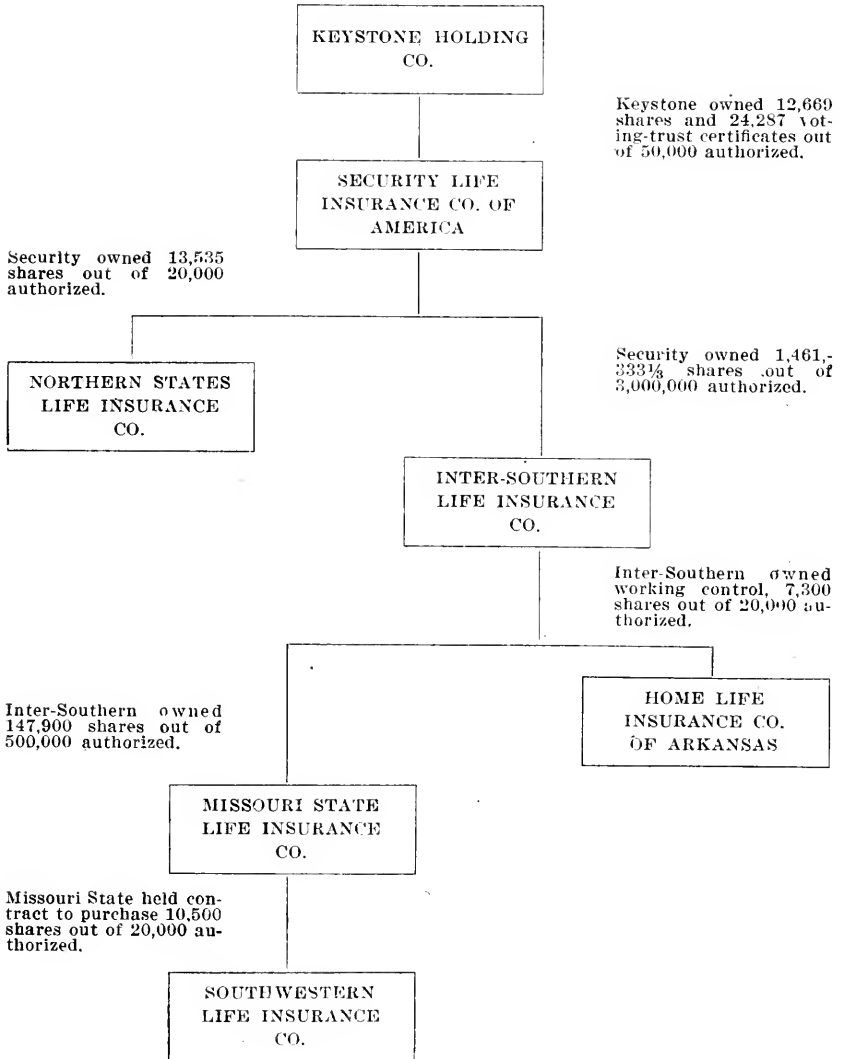 KEYSTONE HOLDING
CO.
Keystone owned 12,669
shares and 24,287 vot-
ing-trust certificates out
of 50,000 authorized.
SECURITY LIFE
INSURANCE CO. OF
AMERICA
Security owned 13,535
shares out of 20,000
authorized.
Security owned 1,461,-
333⅓ shares out of
3,000,000 authorized.
NORTHERN STATES
LIFE INSURANCE
CO.
INTER-SOUTHERN
LIFE INSURANCE
CO.
Inter-Southern owned
working control, 7,300
shares out of 20,000 au-
thorized.
Inter-Southern owned
147,900 shares out of
500,000 authorized.
HOME LIFE
INSURANCE CO.
OF ARKANSAS
MISSOURI STATE
LIFE INSURANCE
CO.
Missouri State held con-
tract to purchase 10,500
shares out of 20,000 au-
thorized.
SOUTHWESTERN
LIFE INSURANCE
CO.